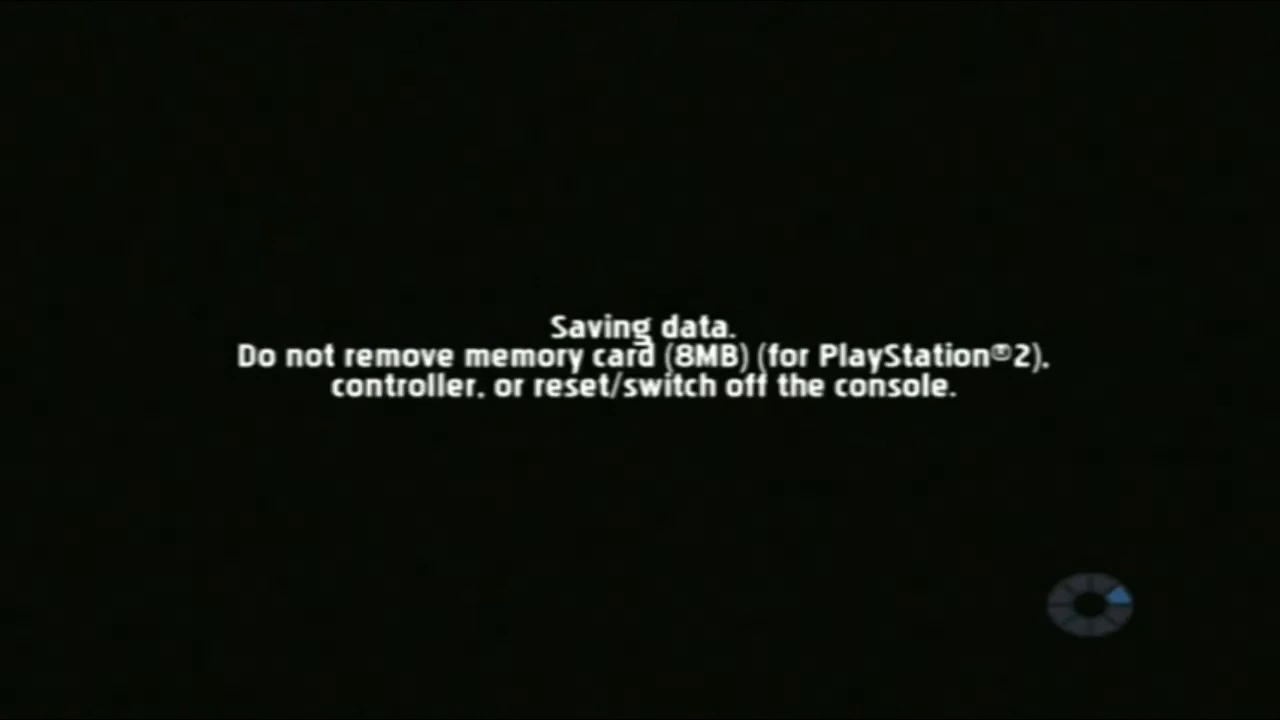 Saving data.
Do not remove memory card (8MB) (for PlayStation®2),
controller, or reset/switch off the console.